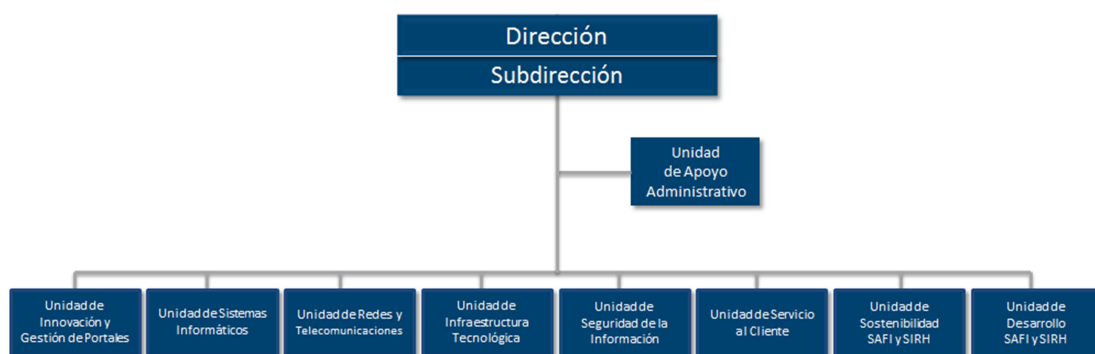 Dirección
Subdirección
Unidad
de Apoyo
Administrativo
Unidad de
Innovación y
Gestión de Portales
Unidad de Sistemas
Informáticos
Unidad de Redes y
Telecomunicaciones
Unidad de
Infraestructura
Tecnológica
Unidad de
Seguridad de la
Información
Unidad de Servicio
al Cliente
Unidad de
Sostenibilidad
SAFI y SIRH
Unidad de
Desarrollo
SAFI y SIRH